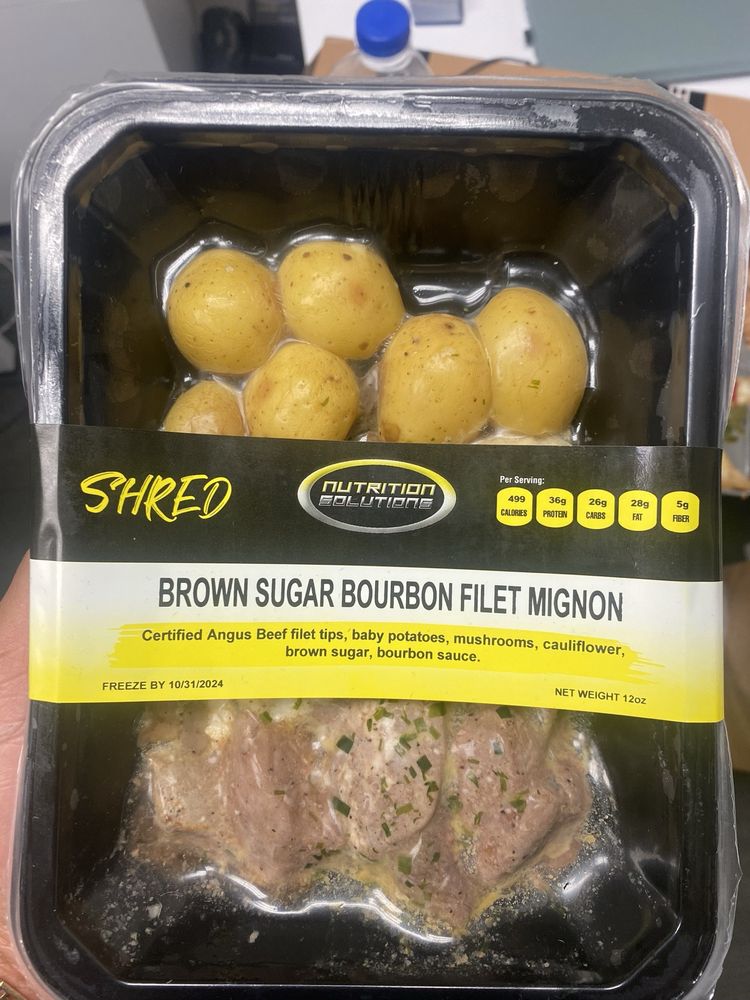 SHRED
NUTRITION
SOLUTIONS
Per Serving:
499 CALORIES
36g PROTEIN
26g CARBS
28g FAT
5g FIBER
BROWN SUGAR BOURBON FILET MIGNON
Certified Angus Beef filet tips, baby potatoes, mushrooms, cauliflower,
brown sugar, bourbon sauce.
FREEZE BY 10/31/2024
NET WEIGHT 12oz